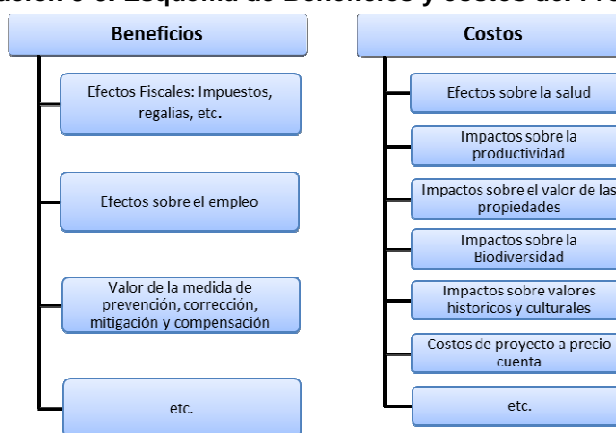 Esquema de Beneficios y costos del
Beneficios
Efectos Fiscales: Impuestos,
regalias, etc.
Efectos sobre el empleo
Valor de la medida de
prevención, corrección,
mitigación y compensación
etc.
Costos
Efectos sobre la salud
Impactos sobre la
productividad
Impactos sobre el valor de las
propiedades
Impactos sobre la
Biodiversidad
Impactos sobre valores
historicos y culturales
Costos de proyecto a precio
cuenta
etc.